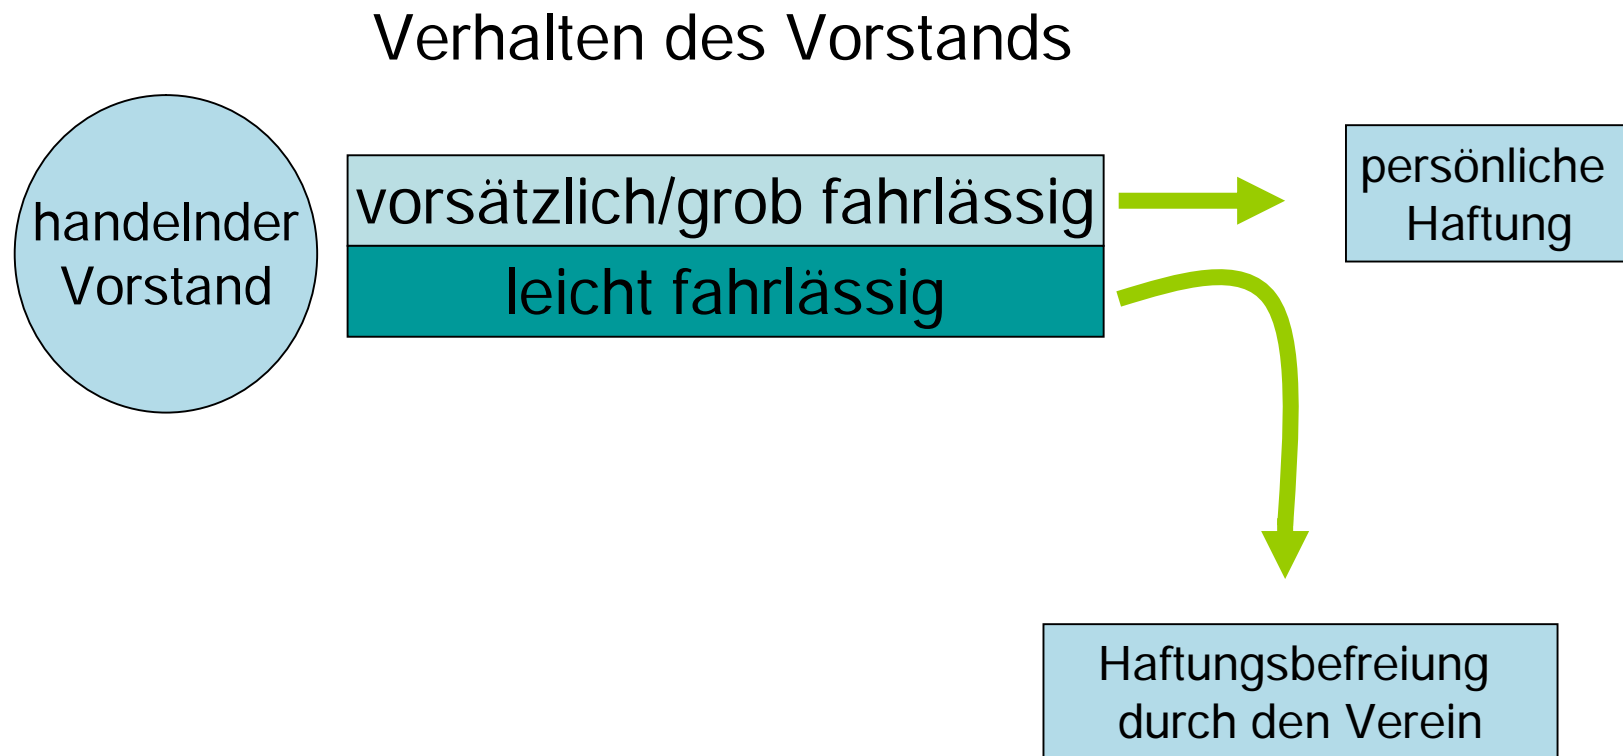 Verhalten des Vorstands
handelnder
Vorstand
vorsätzlich/grob fahrlässig
leicht fahrlässig
persönliche
Haftung
Haftungsbefreiung
durch den Verein